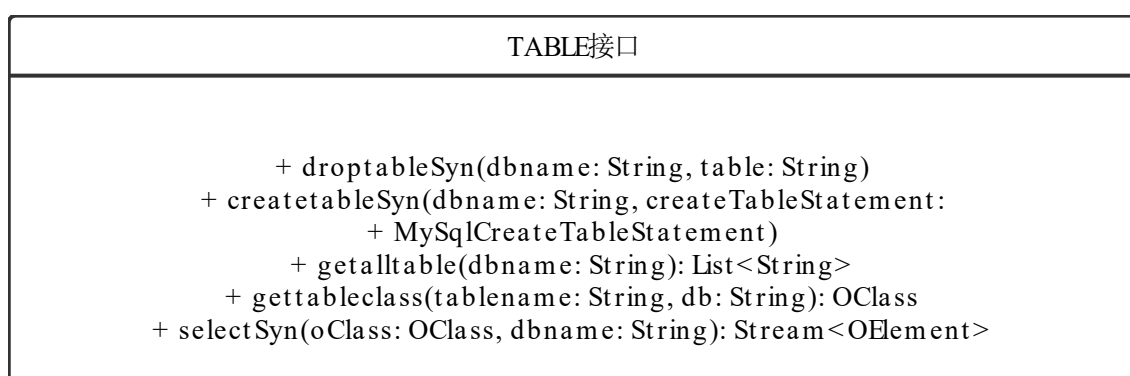 TABLE接口
+ droptableSyn(dbname: String, table: String)
+ createtableSyn(dbname: String, createTableStatement:
+ MySqlCreateTableStatement)
+ getalltable(dbname: String): List<String>
+ gettableclass(tablename: String, db: String): OClass
+ selectSyn(oClass: OClass, dbname: String): Stream<OElement>